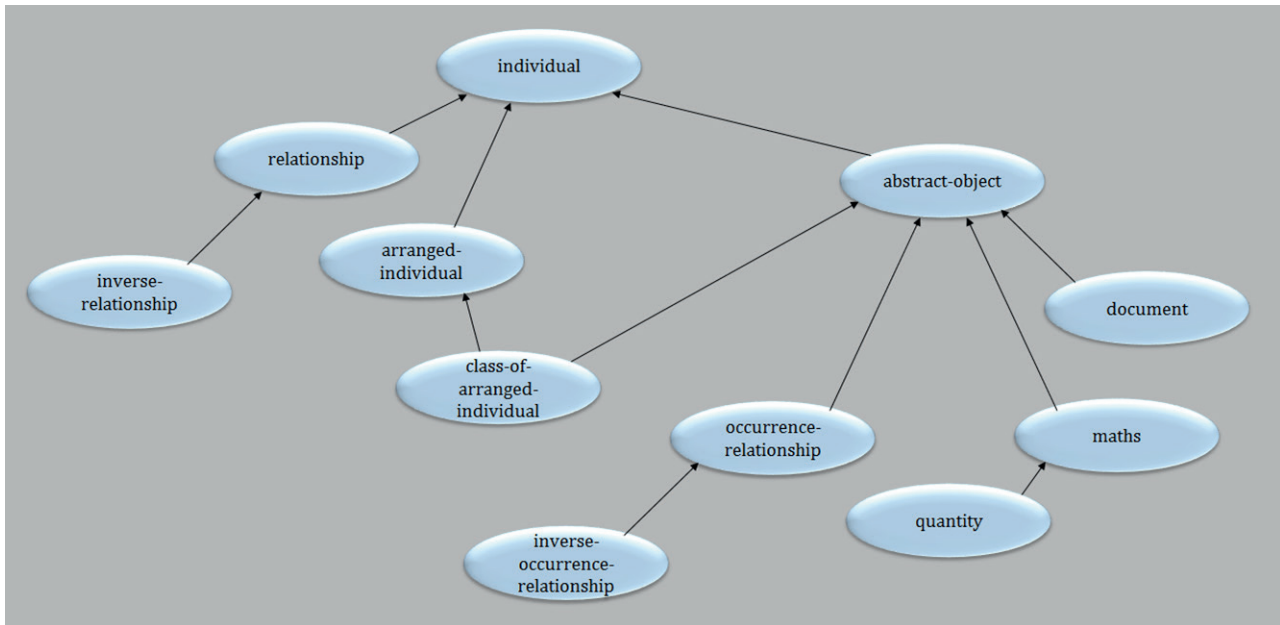 individual
relationship
abstract-object
arranged-
individual
inverse-
relationship
document
class-of-
arranged-
individual
occurrence-
relationship
maths
quantity
inverse-
occurrence-
relationship